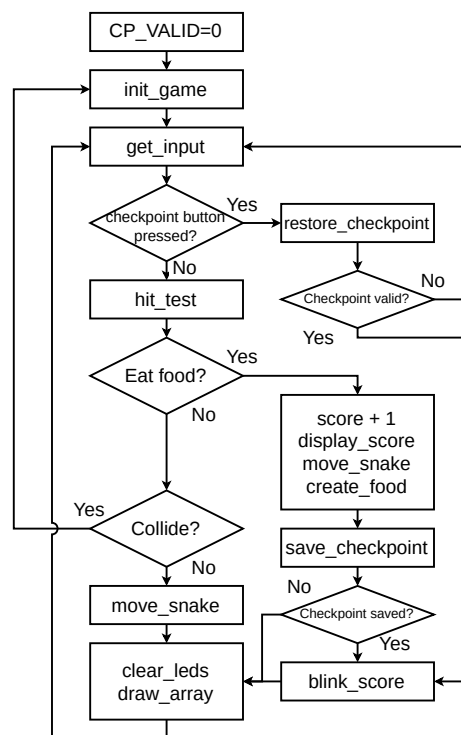 CP_VALID=0
init_game
get_input
checkpoint button
pressed?
Yes
restore_checkpoint
No
Checkpoint valid?
No
Yes
hit_test
Eat food?
Yes
No
score + 1
display_score
move_snake
create_food
Yes
Collide?
No
save_checkpoint
No
Checkpoint saved?
Yes
move_snake
clear_leds
draw_array
blink_score